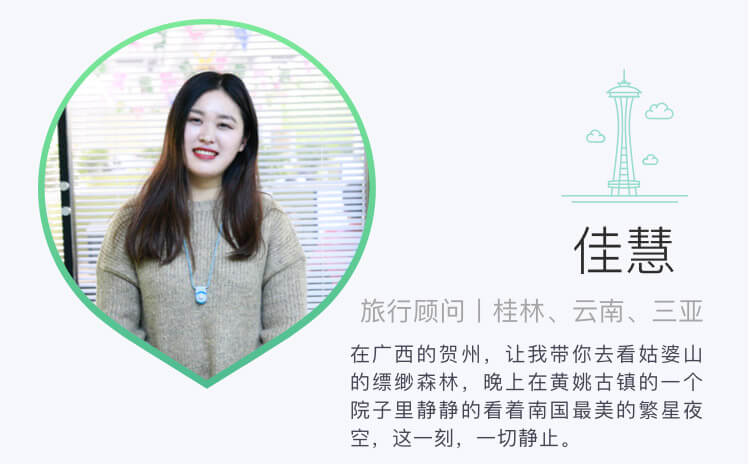 佳慧
旅行顾问丨桂林、云南、三亚
在广西的贺州，让我带你去看姑婆山
的缥缈森林，晚上在黄姚古镇的一个
院子里静静的看着南国最美的繁星夜
空，这一刻，一切静止。